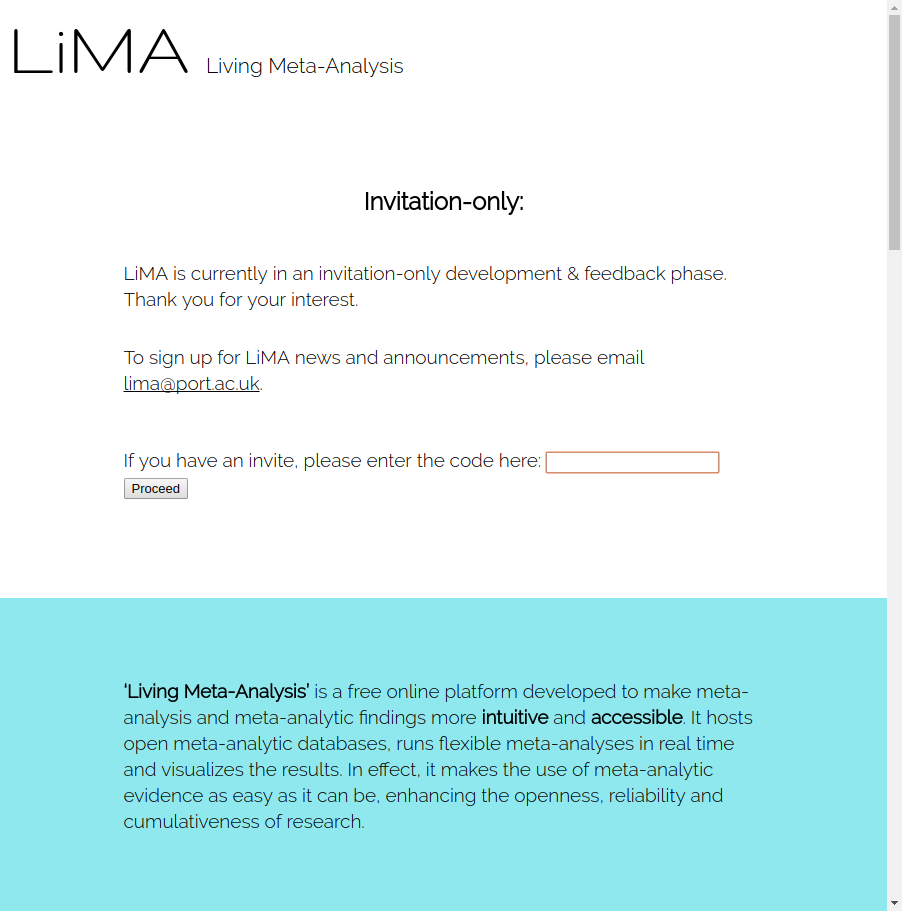 LiMA Living Meta-Analysis
Invitation-only:
LiMA is currently in an invitation-only development & feedback phase.
Thank you for your interest.
To sign up for LiMA news and announcements, please email
lima@port.ac.uk.
If you have an invite, please enter the code here:
Proceed
‘Living Meta-Analysis’ is a free online platform developed to make meta-
analysis and meta-analytic findings more intuitive and accessible. It hosts
open meta-analytic databases, runs flexible meta-analyses in real time
and visualizes the results. In effect, it makes the use of meta-analytic
evidence as easy as it can be, enhancing the openness, reliability and
cumulativeness of research.